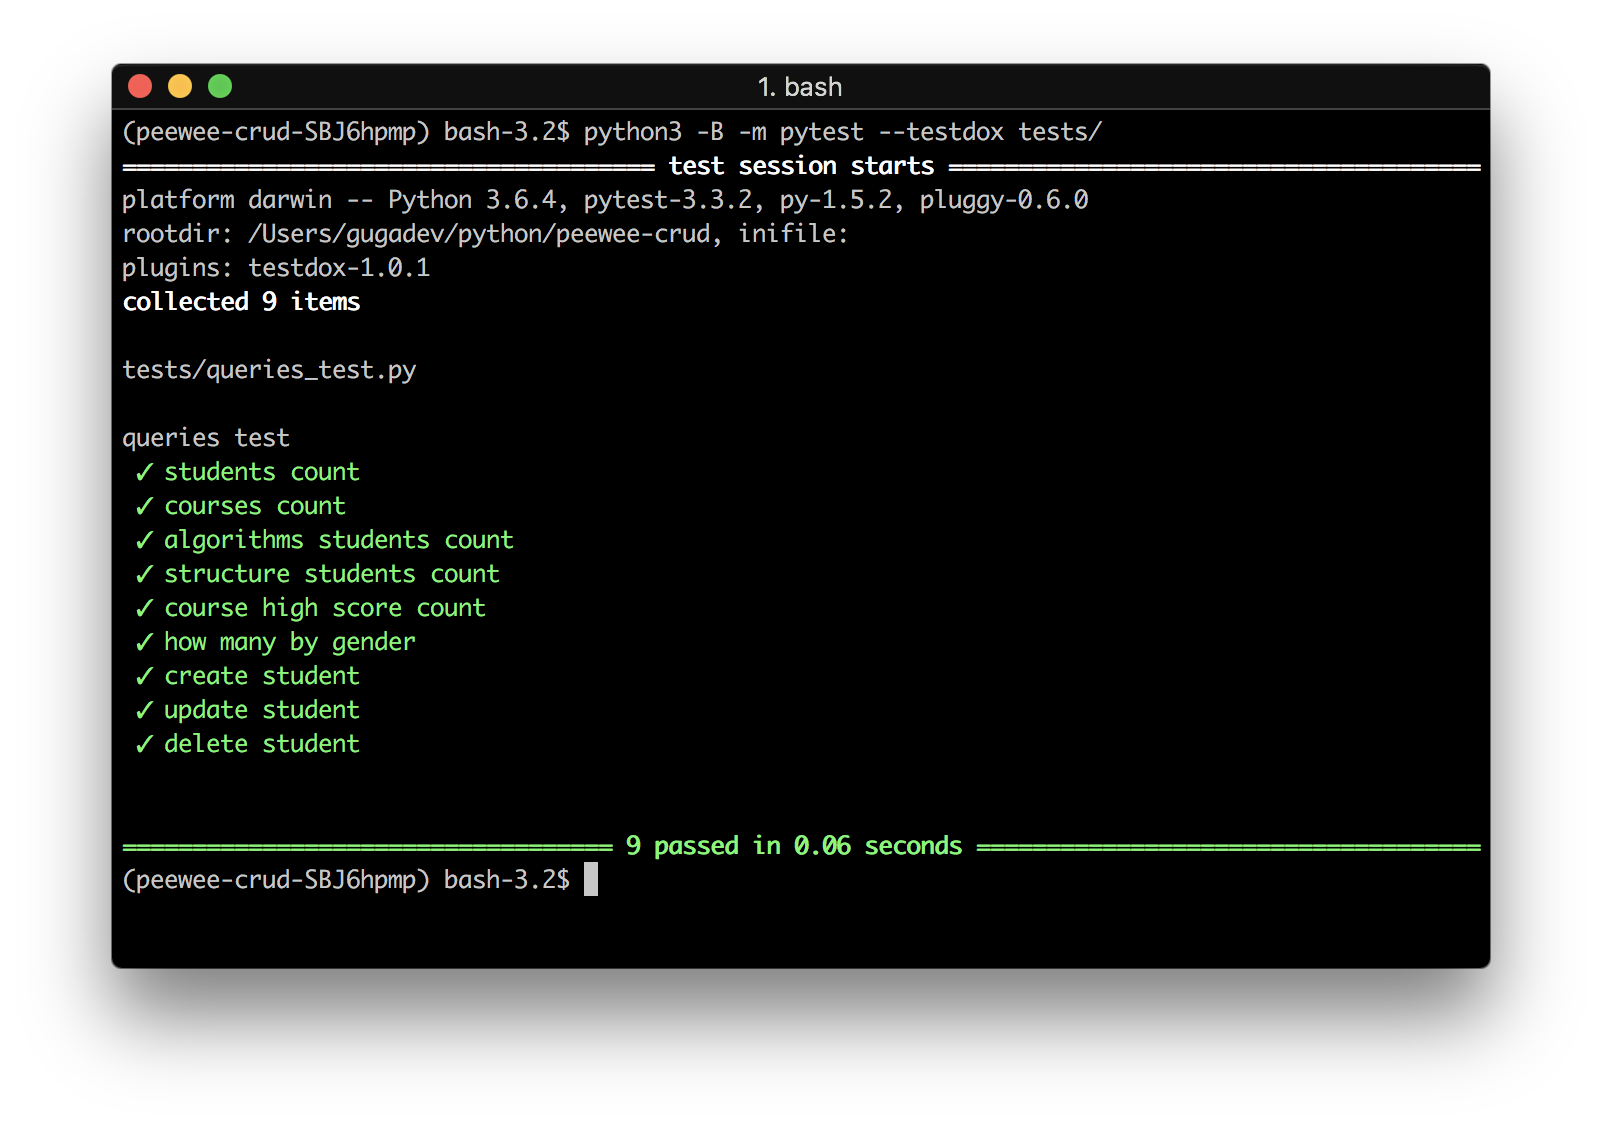 1. bash
(peewee-crud-SBJ6hpmp) bash-3.2$ python3 -B -m pytest --testdox tests/
====================================== test session starts ======================================
platform darwin -- Python 3.6.4, pytest-3.3.2, py-1.5.2, pluggy-0.6.0
rootdir: /Users/gugadev/python/peewee-crud, inifile:
plugins: testdox-1.0.1
collected 9 items
tests/queries_test.py
queries test
✓ students count
✓ courses count
✓ algorithms students count
✓ structure students count
✓ course high score count
✓ how many by gender
✓ create student
✓ update student
✓ delete student
=================================== 9 passed in 0.06 seconds ====================================
(peewee-crud-SBJ6hpmp) bash-3.2$